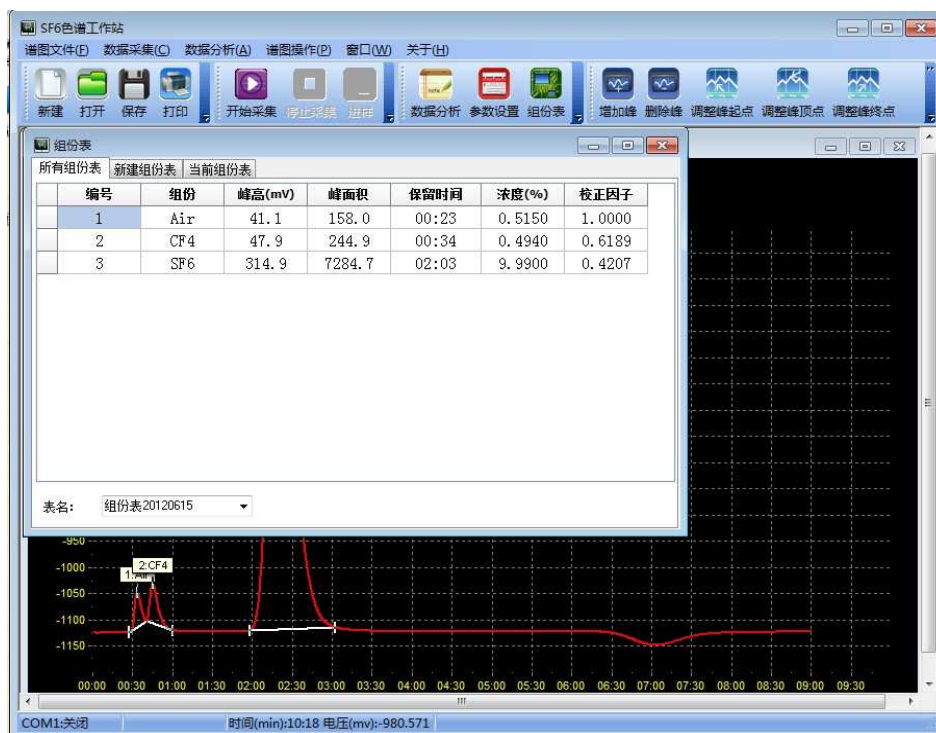 SF6色谱工作站
谱图文件(F) 数据采集(C) 数据分析(A) 谱图操作(P) 窗口(W) 关于(H)
新建 打开 保存 打印 开始采集 停止采集 进样 数据分析 参数设置 组份表 增加峰 删除峰 调整峰起点 调整峰顶点 调整峰终点
组份表
所有组份表 新建组份表 当前组份表
编号 组份 峰高(mV) 峰面积 保留时间 浓度(%) 校正因子
1 Air 41.1 158.0 00:23 0.5150 1.0000
2 CF4 47.9 244.9 00:34 0.4940 0.6189
3 SF6 314.9 7284.7 02:03 9.9900 0.4207
表名: 组份表20120615
-950
-1000
2:CF4
1:Air
-1050
-1100
-1150
00:00 00:30 01:00 01:30 02:00 02:30 03:00 03:30 04:00 04:30 05:00 05:30 06:00 06:30 07:00 07:30 08:00 08:30 09:00 09:30
COM1:关闭 时间(min):10:18 电压(mv):-980.571